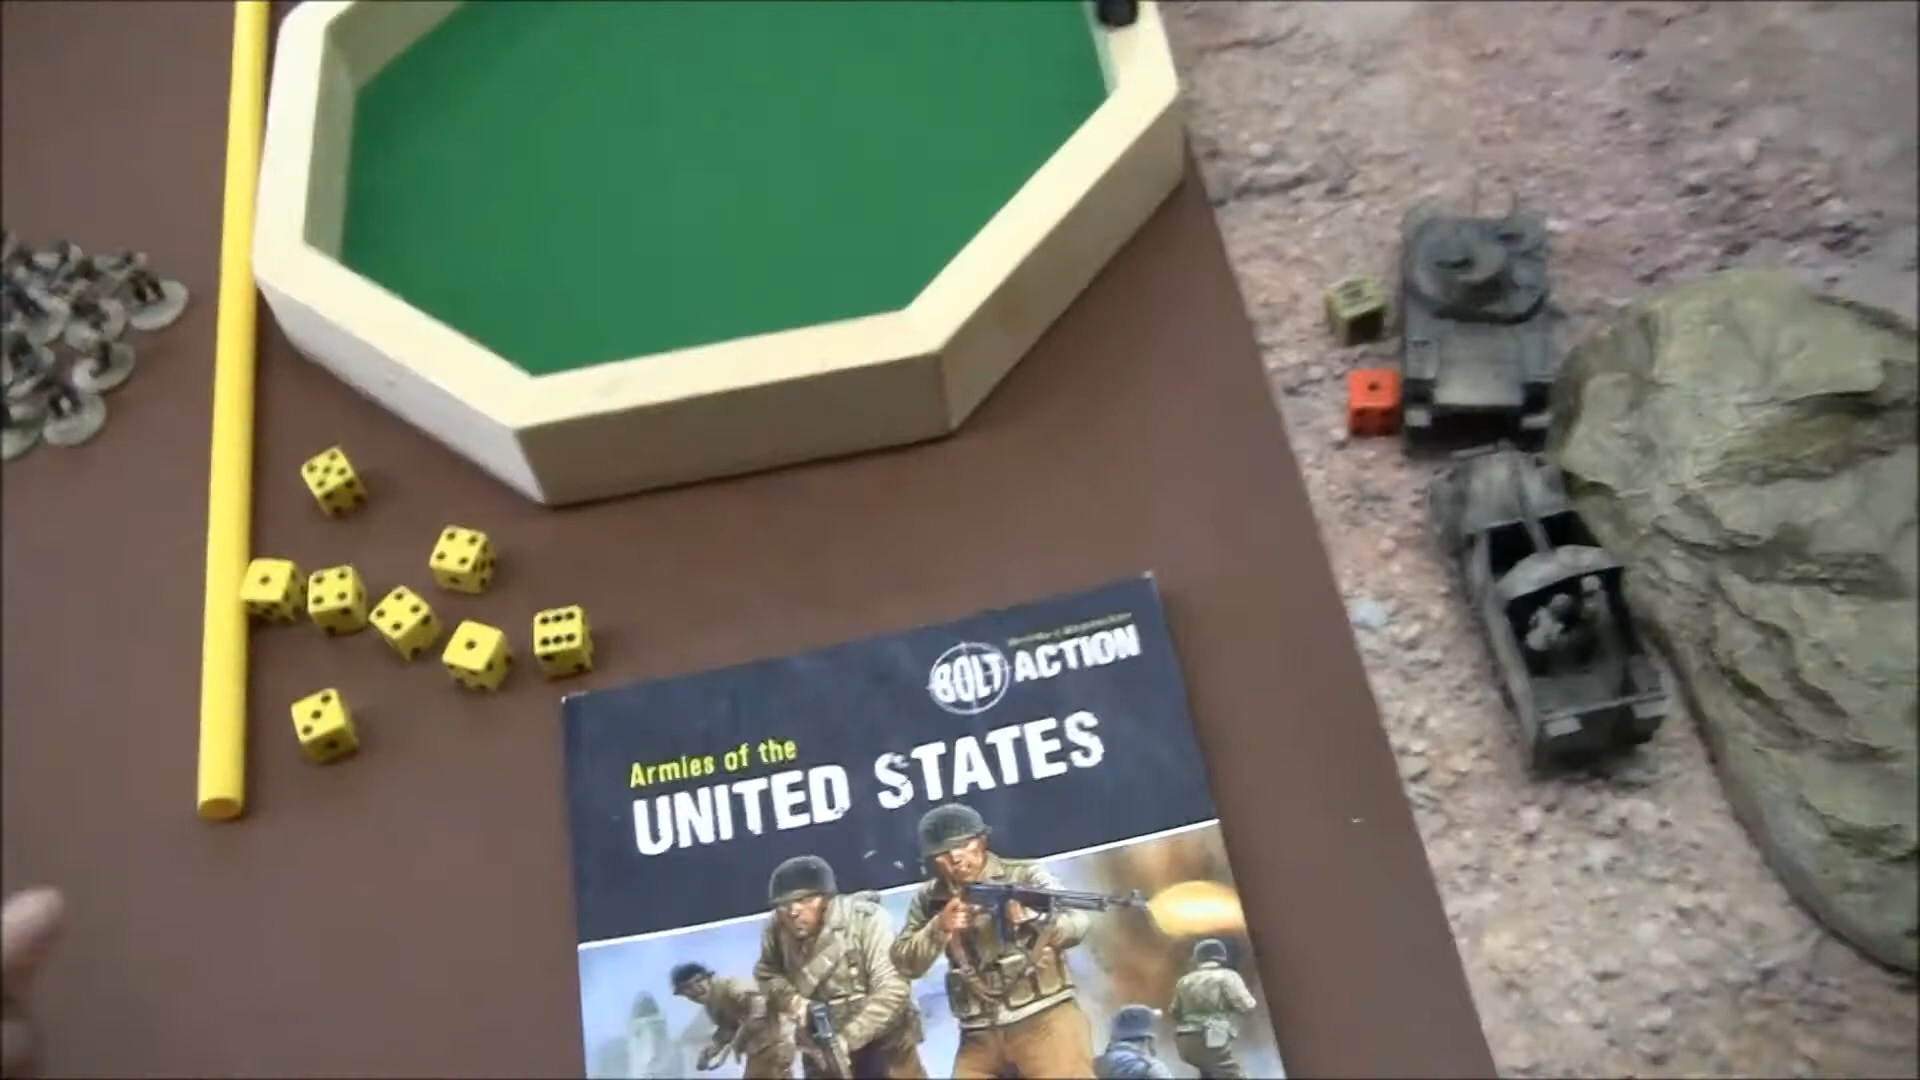 BOLT ACTION
Armies of the
UNITED STATES